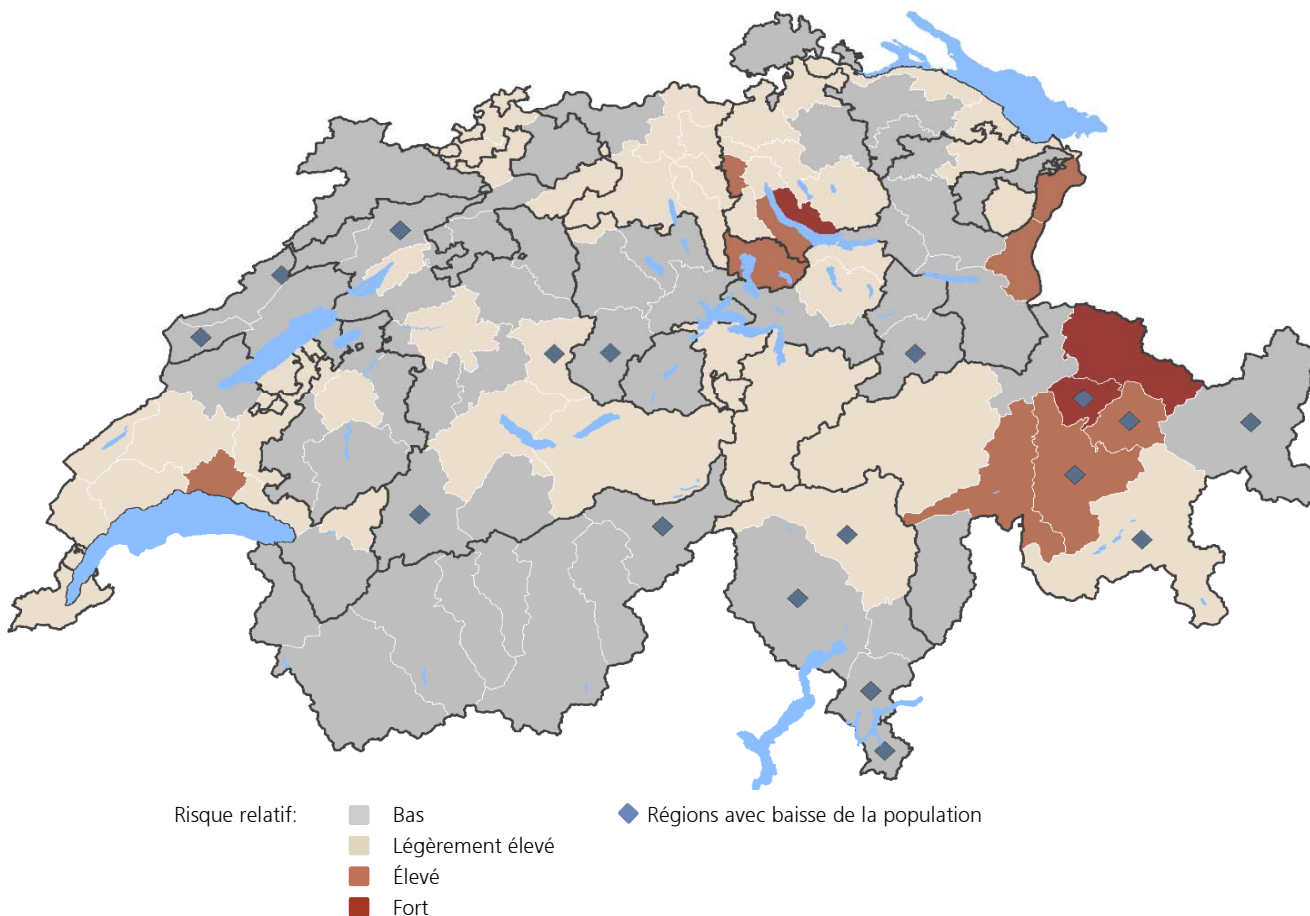 Risque relatif: Bas Régions avec baisse de la population
Légèrement élevé
Élevé
Fort